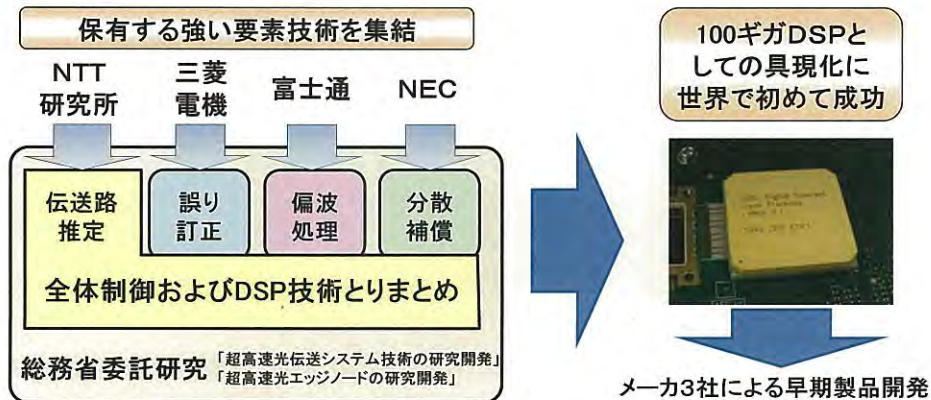 保有する強い要素技術を集結
NTT
研究所
三菱
電機
富士通
NEC
伝送路
推定
誤り
訂正
偏波
処理
分散
補償
全体制御およびDSP技術とりまとめ
総務省委託研究
「超高速光伝送システム技術の研究開発」
「超高速光エッジノードの研究開発」
100ギガDSPと
しての具現化に
世界で初めて成功
メーカ3社による早期製品開発